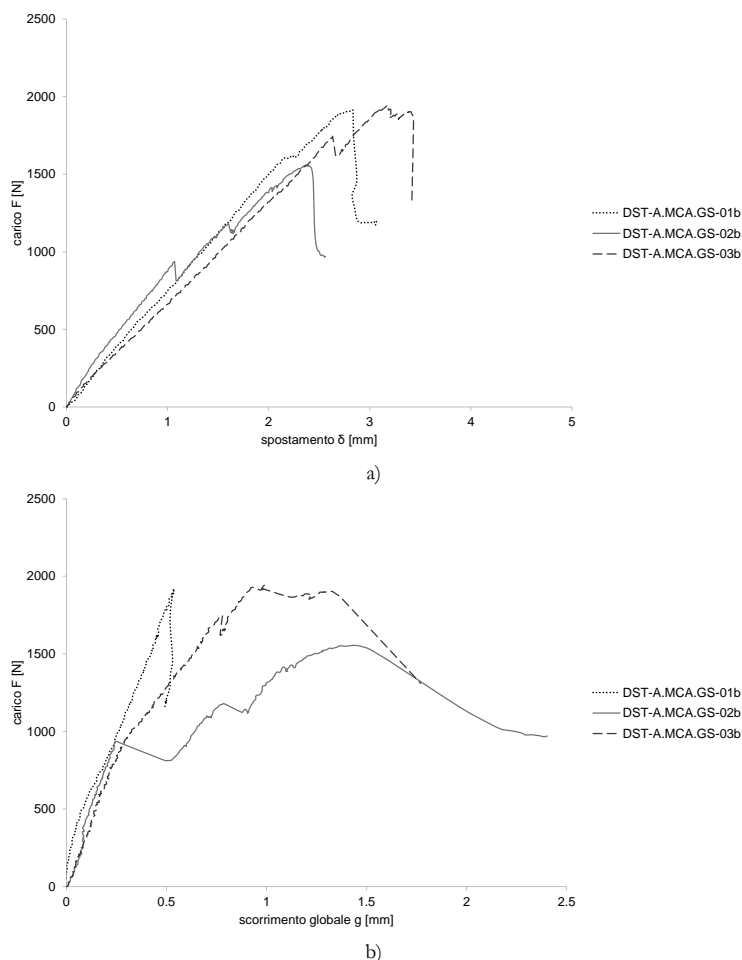 2500
2000
1500
1000
500
0
carico F [N]
0 1 2 3 4 5
spostamento δ [mm]
DST-A.MCA.GS-01b
DST-A.MCA.GS-02b
DST-A.MCA.GS-03b
a)
2500
2000
1500
1000
500
0
carico F [N]
0 0.5 1 1.5 2 2.5
scorrimento globale g [mm]
DST-A.MCA.GS-01b
DST-A.MCA.GS-02b
DST-A.MCA.GS-03b
b)